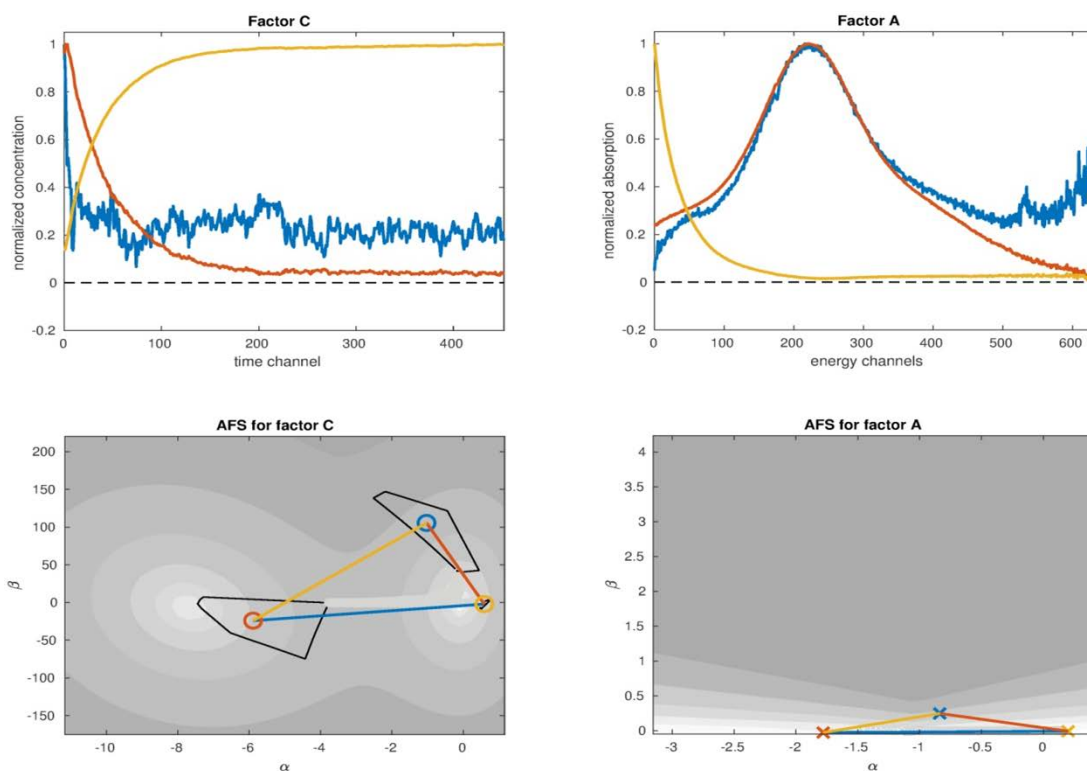 Factor C
1
0.8
0.6
0.4
0.2
0
-0.2
normalized concentration
0 100 200 300 400
time channel
Factor A
1
0.8
0.6
0.4
0.2
0
-0.2
normalized absorption
0 100 200 300 400 500 600
energy channels
AFS for factor C
200
150
100
50
0
-50
-100
-150
β
-10 -8 -6 -4 -2 0
α
AFS for factor A
4
3.5
3
2.5
2
1.5
1
0.5
0
β
-3 -2.5 -2 -1.5 -1 -0.5 0
α